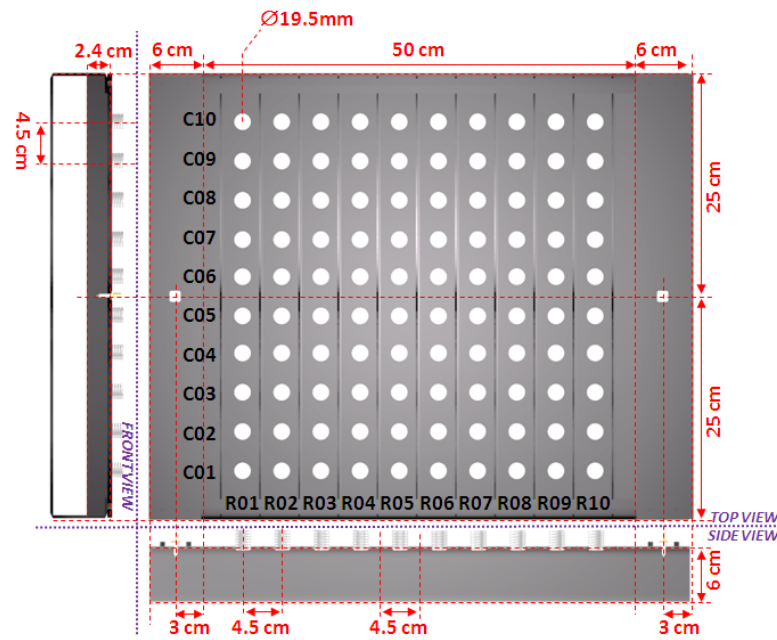 ⌀19.5mm
2.4 cm
6 cm
50 cm
6 cm
4.5 cm
C10
C09
C08
C07
C06
C05
C04
C03
C02
C01
25 cm
25 cm
R01 R02 R03 R04 R05 R06 R07 R08 R09 R10
FRONT VIEW
TOP VIEW
SIDE VIEW
6 cm
3 cm
4.5 cm
4.5 cm
3 cm